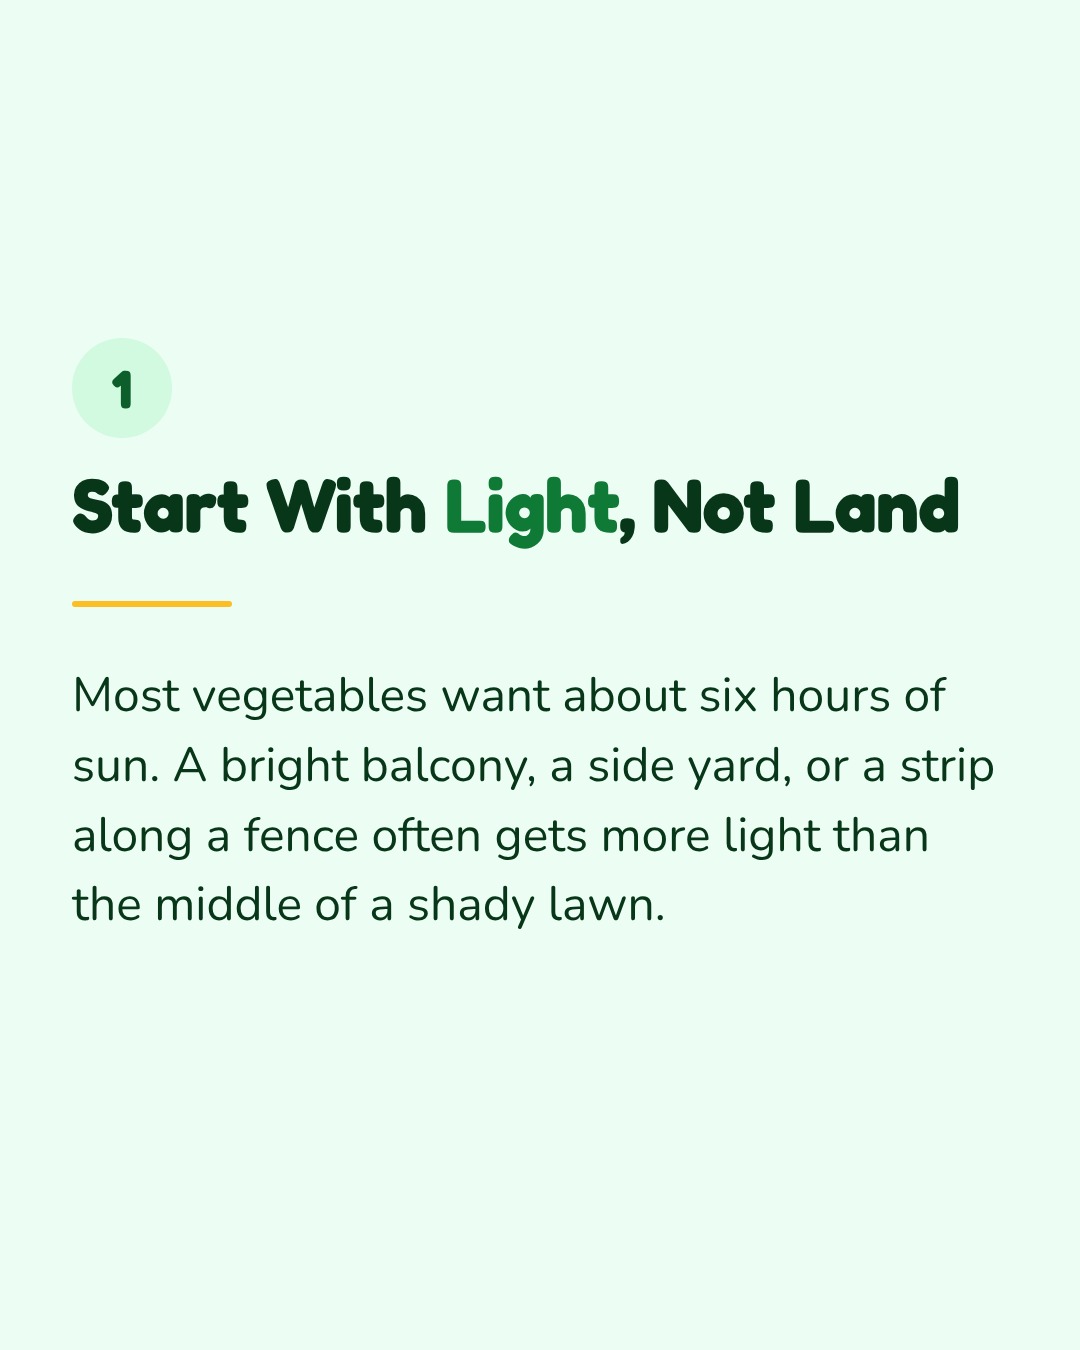 1
Start With Light, Not Land
Most vegetables want about six hours of
sun. A bright balcony, a side yard, or a strip
along a fence often gets more light than
the middle of a shady lawn.